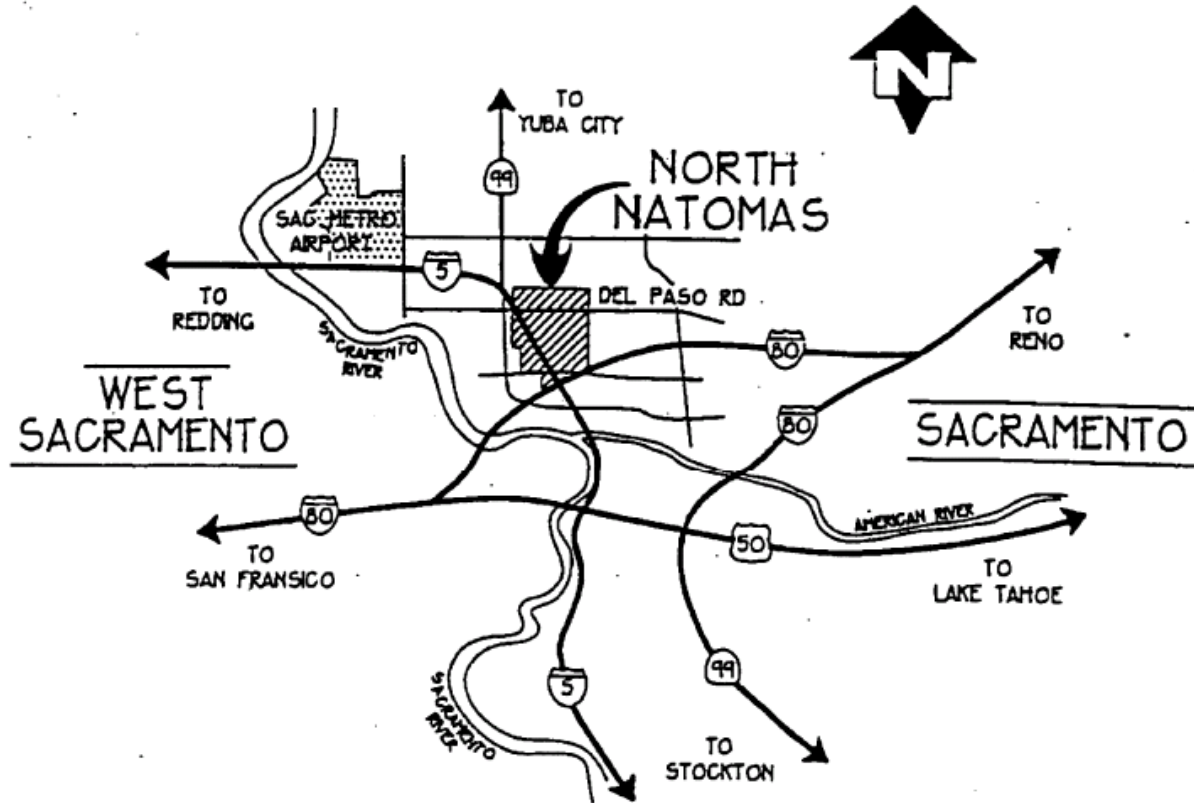 N
TO
YUBA CITY
99
NORTH
NATOMAS
SAC METRO
AIRPORT
5
DEL PASO RD
TO
REDDING
SACRAMENTO
RIVER
80
TO
RENO
WEST
SACRAMENTO
80
SACRAMENTO
80
TO
SAN FRANSICO
AMERICAN RIVER
50
TO
LAKE TAHOE
SACRAMENTO
RIVER
5
99
TO
STOCKTON